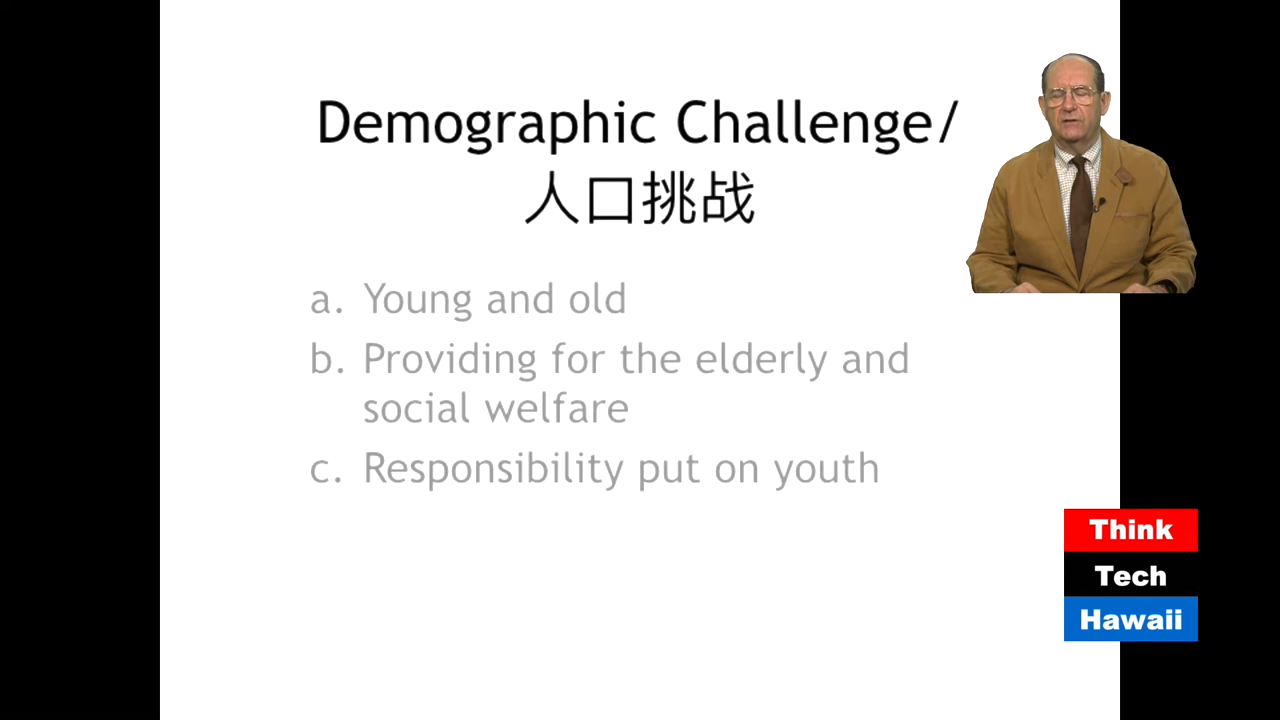 Demographic Challenge/
人口挑战
a. Young and old
b. Providing for the elderly and
social welfare
c. Responsibility put on youth
Think
Tech
Hawaii